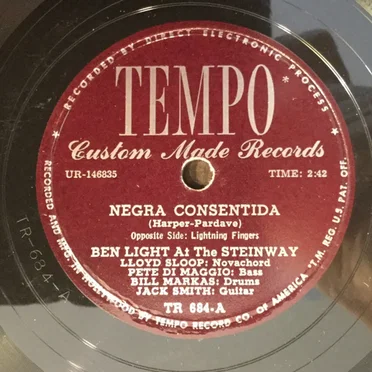 RECORDED BY DIRECT ELECTRONIC PROCESS
TEMPO
Custom Made Records
UR-146835 TIME: 2:42
NEGRA CONSENTIDA
(Harper-Pardave)
Opposite Side: Lightning Fingers
BEN LIGHT At The STEINWAY
LLOYD SLOOP: Novachord
PETE DI MAGGIO: Bass
BILL MARKAS: Drums
JACK SMITH: Guitar
TR 684-A
RECORDED AND MFG. IN HOLLYWOOD BY TEMPO RECORD CO. OF AMERICA "T.M. REG. U.S. PAT. OFF.
TR-684-A